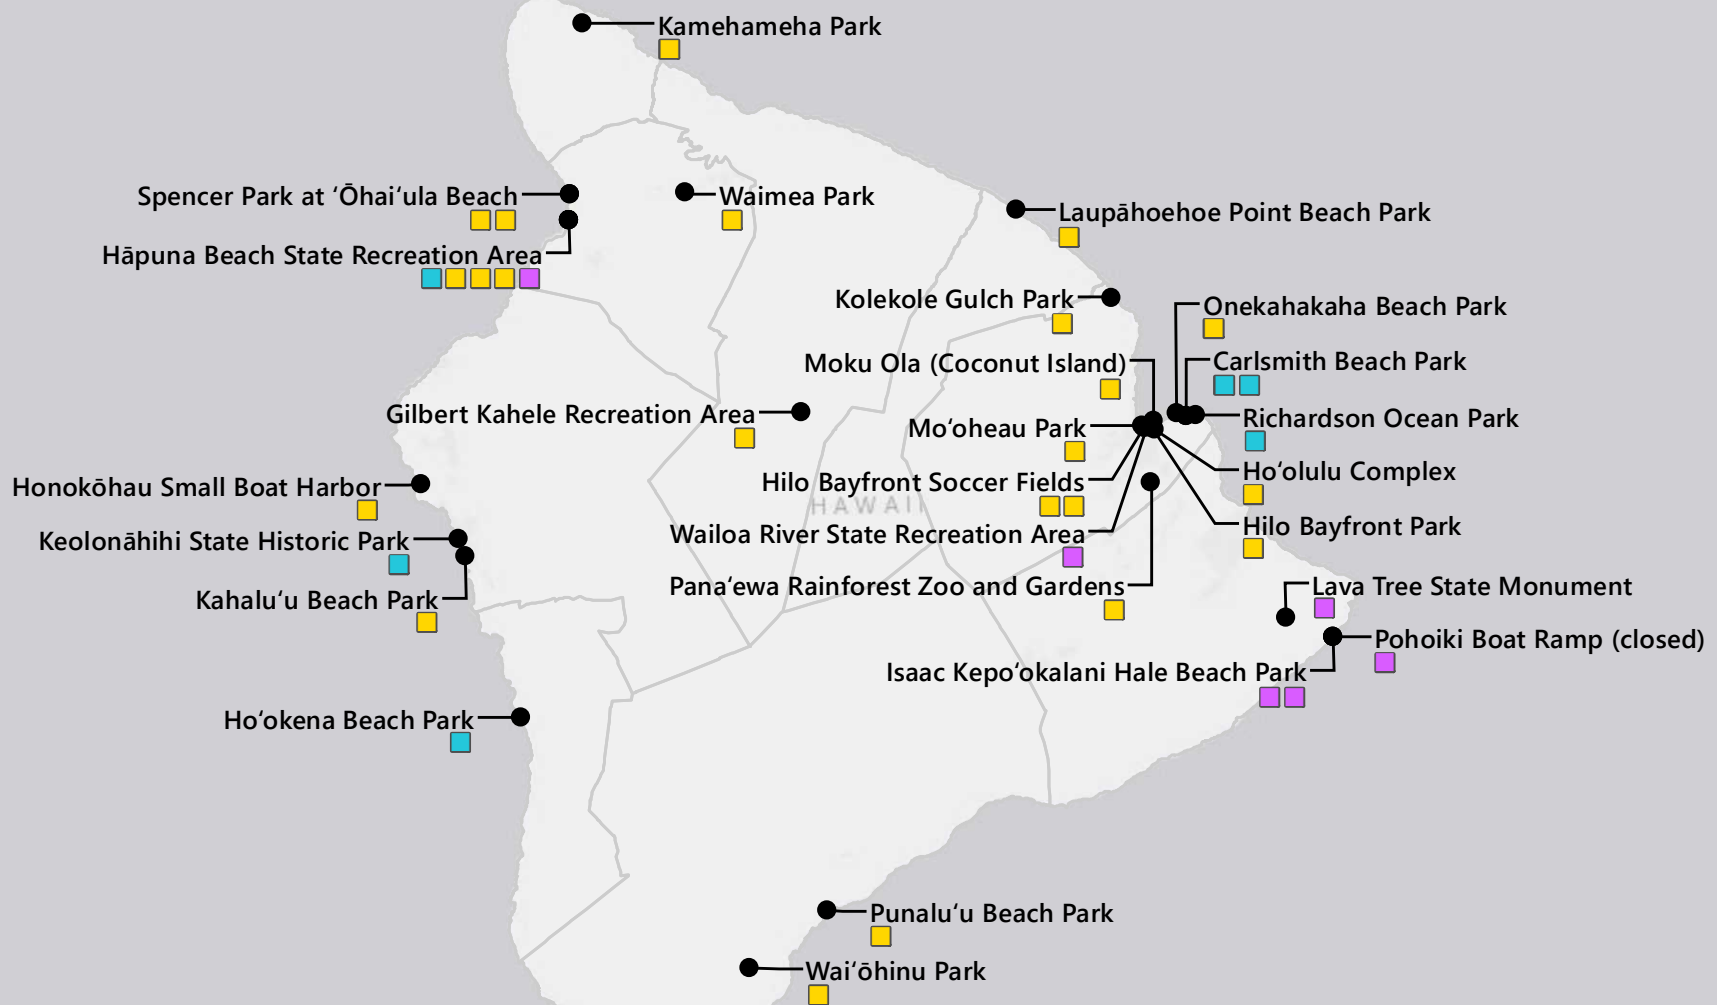 Kamehameha Park
Spencer Park at ʻŌhaiʻula Beach
Waimea Park
Laupāhoehoe Point Beach Park
Hāpuna Beach State Recreation Area
Kolekole Gulch Park
Onekahakaha Beach Park
Moku Ola (Coconut Island)
Carlsmith Beach Park
Gilbert Kahele Recreation Area
Moʻoheau Park
Richardson Ocean Park
Honokōhau Small Boat Harbor
Hilo Bayfront Soccer Fields
Hoʻolulu Complex
HAWAII
Keolonāhihi State Historic Park
Wailoa River State Recreation Area
Hilo Bayfront Park
Kahaluʻu Beach Park
Panaʻewa Rainforest Zoo and Gardens
Lava Tree State Monument
Pohoiki Boat Ramp (closed)
Isaac Kepoʻokalani Hale Beach Park
Hoʻokena Beach Park
Punaluʻu Beach Park
Waiʻōhinu Park